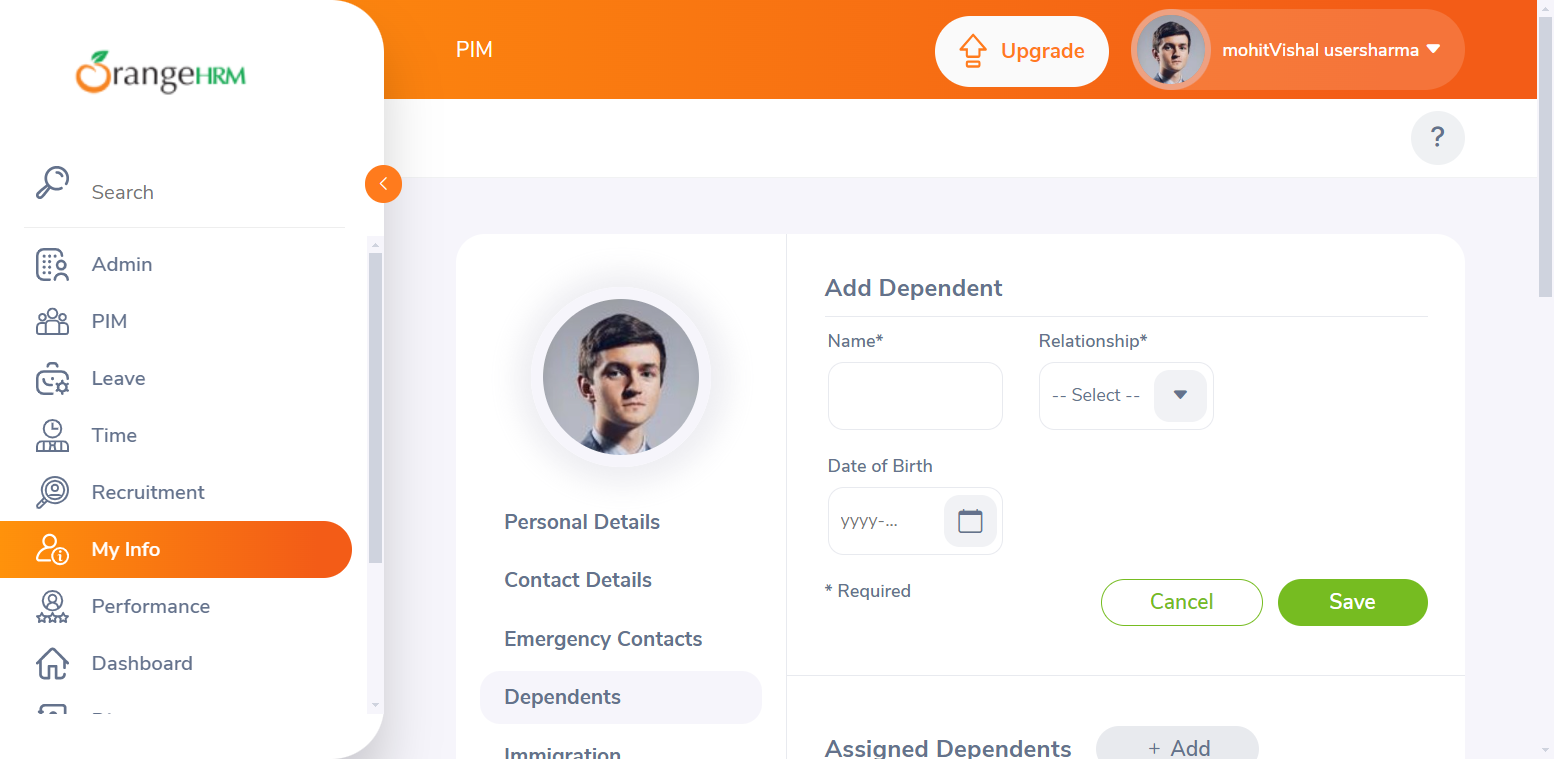 OrangeHRM
Search
Admin
PIM
Leave
Time
Recruitment
My Info
Performance
Dashboard
PIM
Upgrade
mohitVishal usersharma
?
Personal Details
Contact Details
Emergency Contacts
Dependents
Immigration
Add Dependent
Name*
Relationship*
-- Select --
Date of Birth
yyyy-...
* Required
Cancel
Save
Assigned Dependents
+ Add